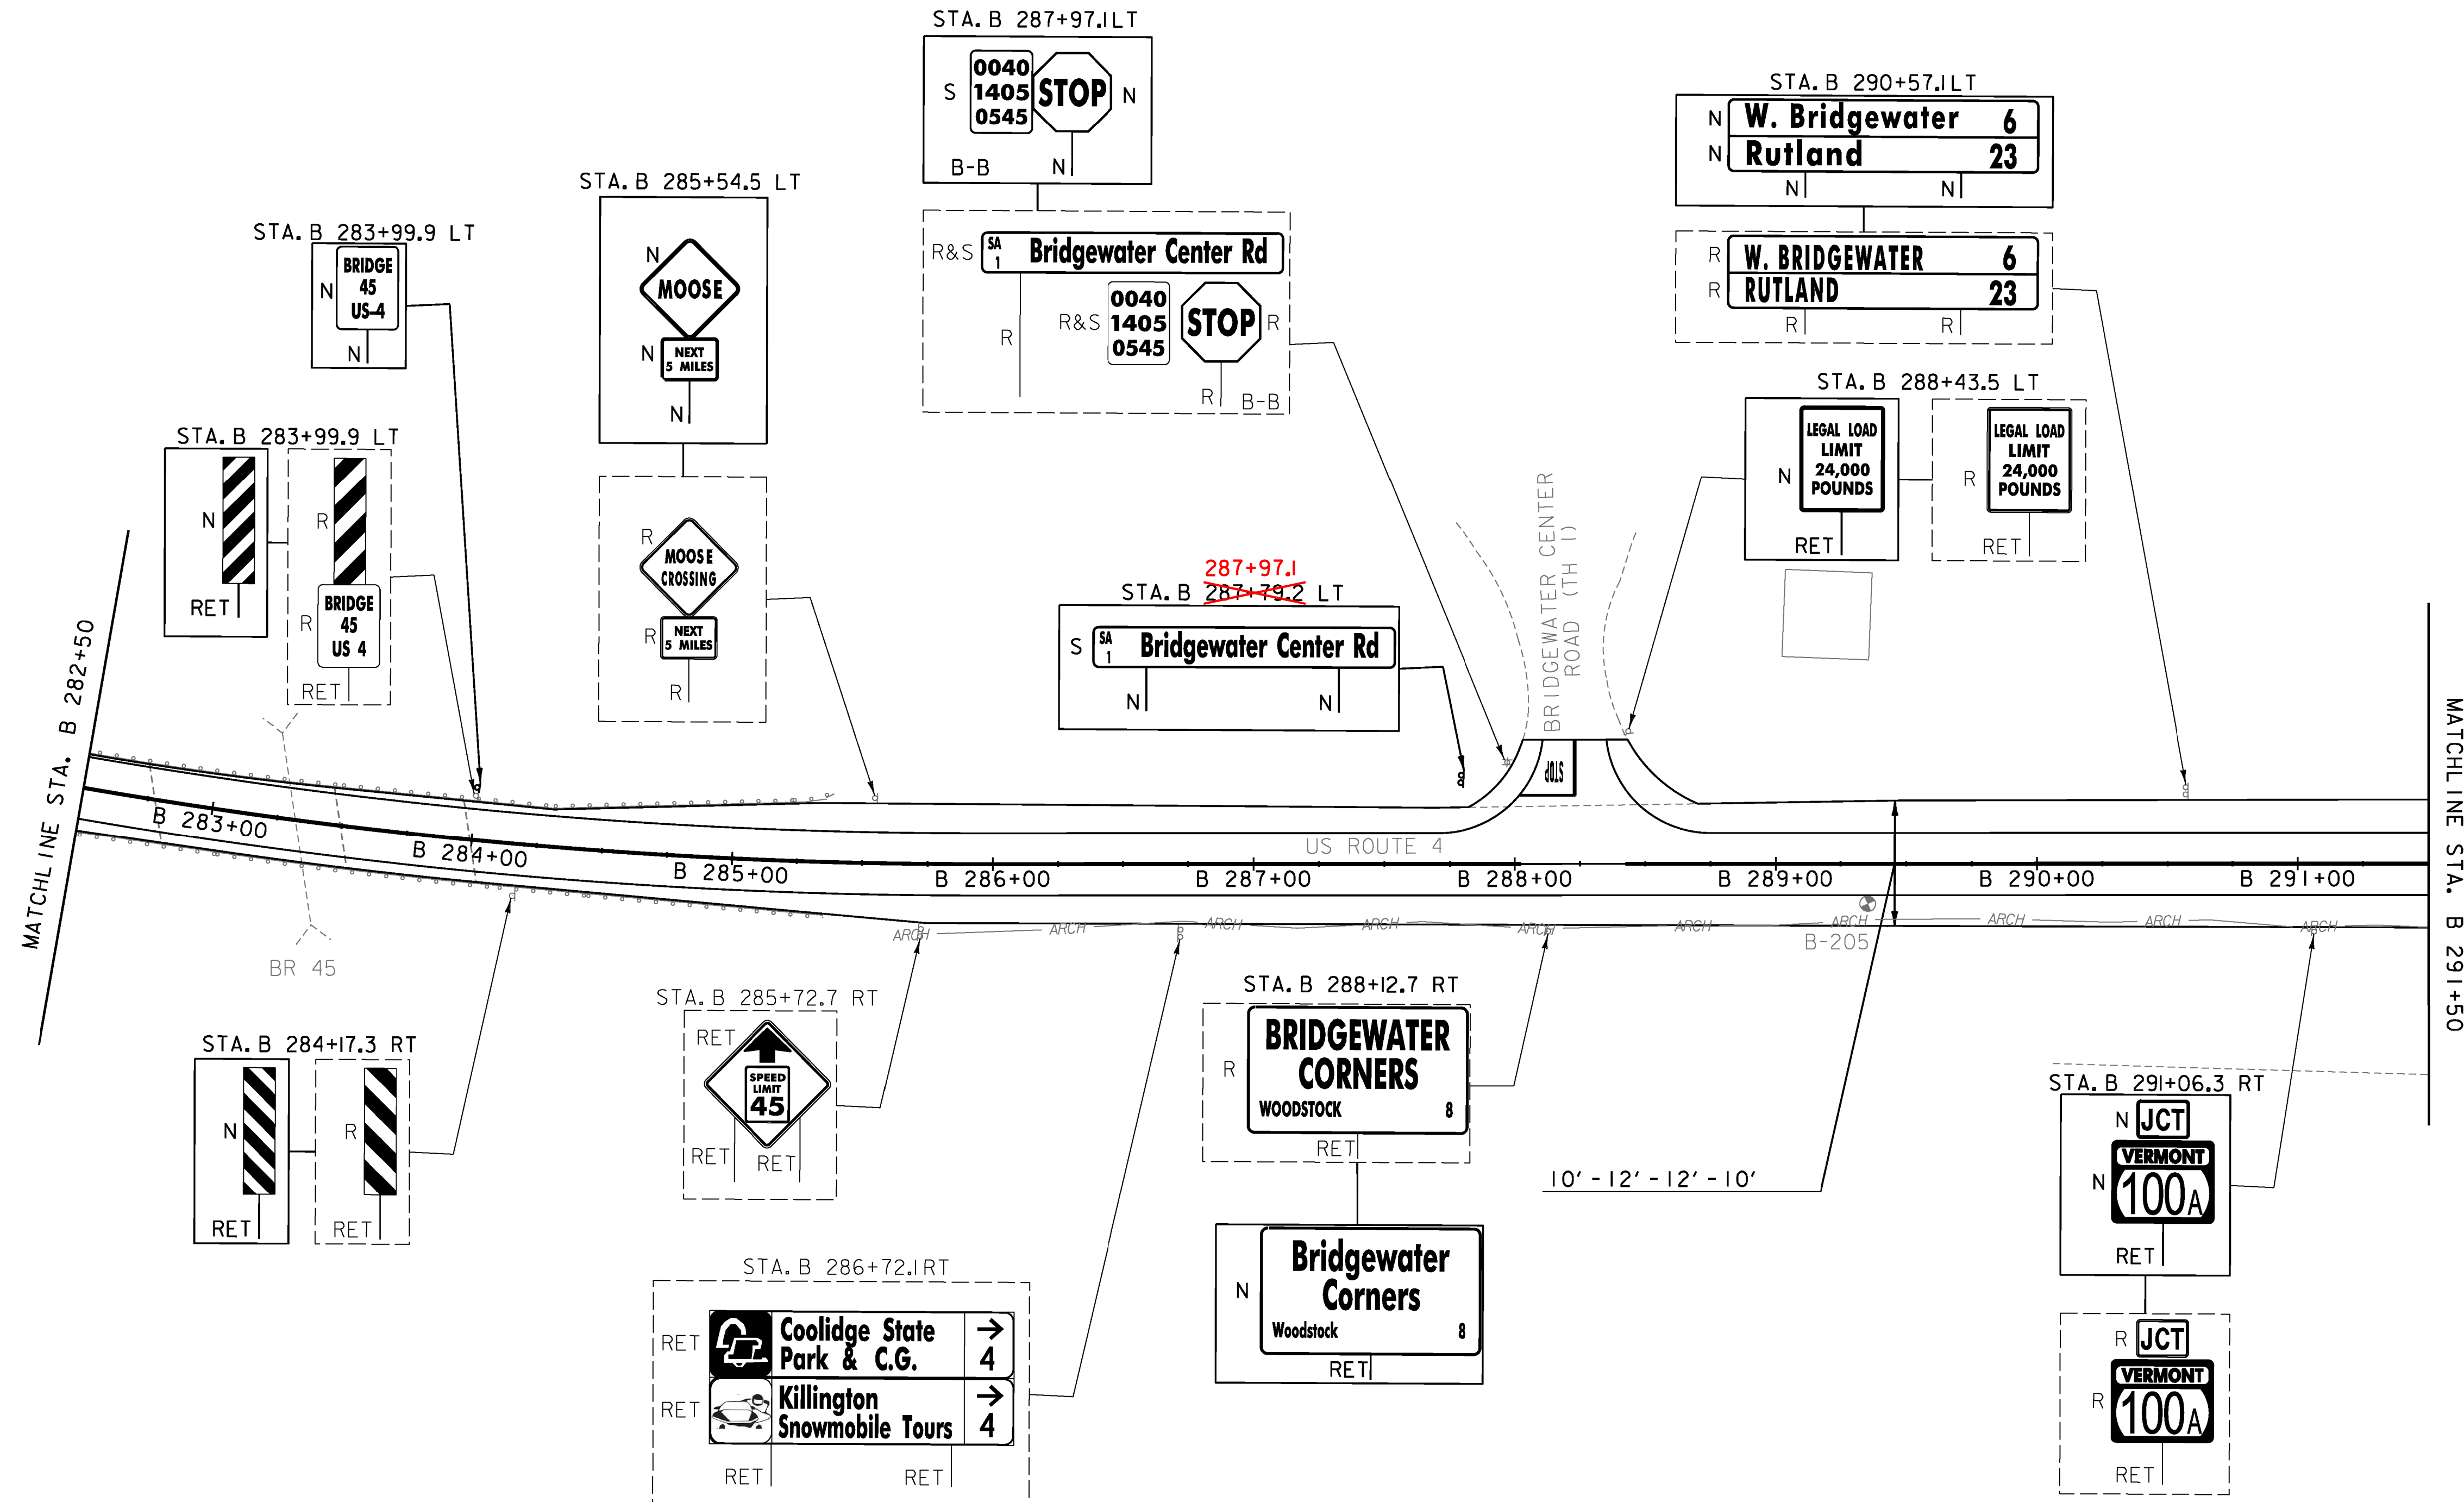 STA. B 287+97.1 LT
S
0040
1405
0545
STOP
N
B-B
N
R&S
SA
1
Bridgewater Center Rd
R
R&S
0040
1405
0545
STOP
R
R
B-B
STA. B 290+57.1 LT
N
W. Bridgewater 6
N
Rutland 23
N
N
R
W. BRIDGEWATER 6
R
RUTLAND 23
R
R
STA. B 285+54.5 LT
N
MOOSE
N
NEXT
5 MILES
N
R
MOOSE
CROSSING
R
NEXT
5 MILES
R
STA. B 283+99.9 LT
N
BRIDGE
45
US-4
N
STA. B 283+99.9 LT
N
RET
R
R
BRIDGE
45
US 4
RET
STA. B 288+43.5 LT
N
LEGAL LOAD
LIMIT
24,000
POUNDS
RET
R
LEGAL LOAD
LIMIT
24,000
POUNDS
RET
287+97.1
STA. B 287+79.2 LT
S
SA
1
Bridgewater Center Rd
N
N
BRIDGEWATER CENTER
ROAD (TH 1)
STOP
MATCHLINE STA. B 282+50
MATCHLINE STA. B 291+50
US ROUTE 4
B 283+00
B 284+00
B 285+00
B 286+00
B 287+00
B 288+00
B 289+00
B 290+00
B 291+00
ARCH
ARCH
ARCH
ARCH
ARCH
ARCH
ARCH
ARCH
ARCH
ARCH
B-205
BR 45
STA. B 284+17.3 RT
N
RET
R
RET
STA. B 285+72.7 RT
RET
SPEED
LIMIT
45
RET
RET
STA. B 288+12.7 RT
R
BRIDGEWATER
CORNERS
WOODSTOCK 8
RET
N
Bridgewater
Corners
Woodstock 8
RET
10' - 12' - 12' - 10'
STA. B 291+06.3 RT
N
JCT
N
VERMONT
100A
RET
R
JCT
R
VERMONT
100A
RET
STA. B 286+72.1 RT
RET
Coolidge State →
Park & C.G. 4
RET
Killington →
Snowmobile Tours 4
RET
RET